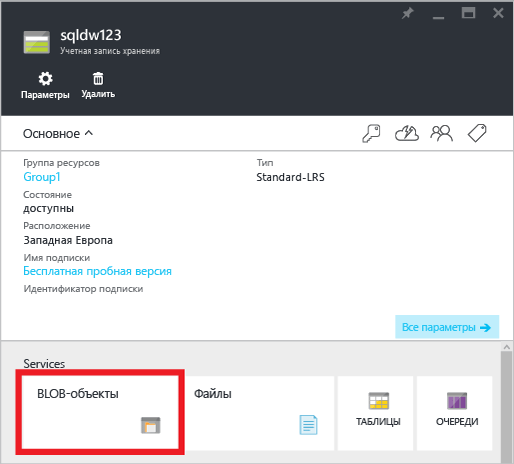 sqldw123
Учетная запись хранения
Параметры Удалить
Основное
Группа ресурсов Тип
Group1 Standard-LRS
Состояние
доступны
Расположение
Западная Европа
Имя подписки
Бесплатная пробная версия
Идентификатор подписки
Все параметры →
Services
BLOB-объекты Файлы
ТАБЛИЦЫ ОЧЕРЕДИ